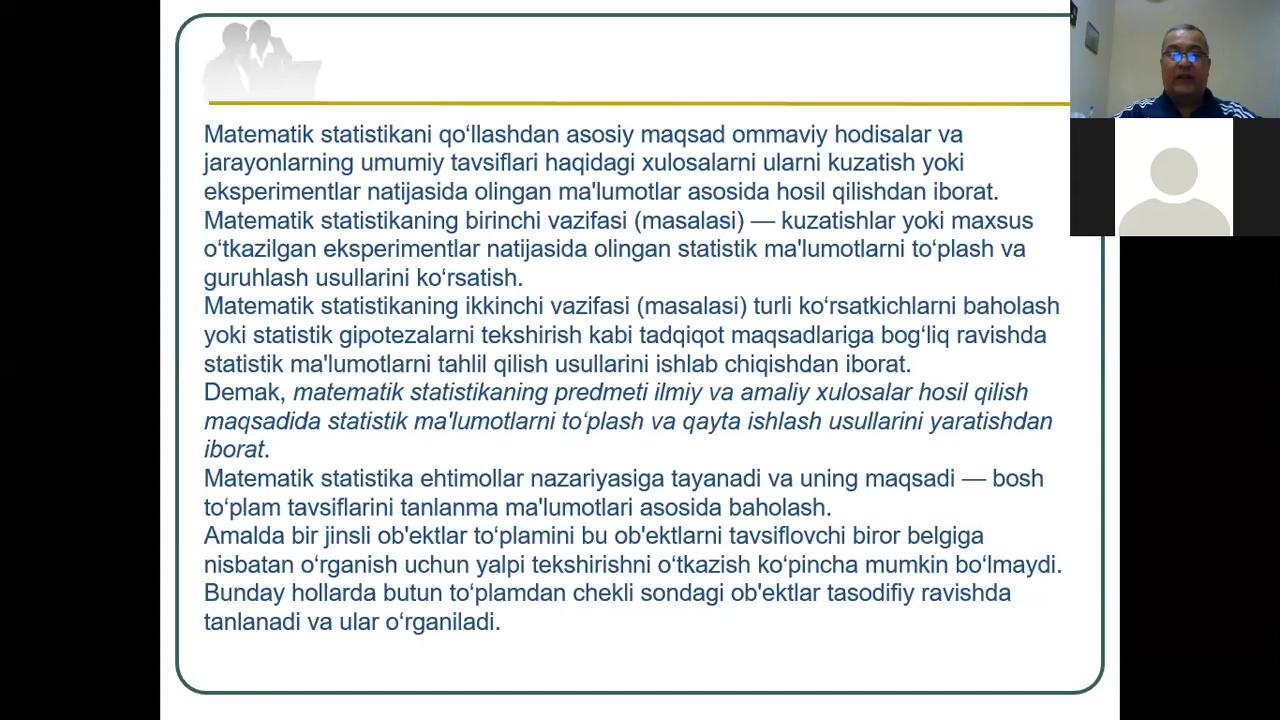 Matematik statistikani qo‘llashdan asosiy maqsad ommaviy hodisalar va
jarayonlarning umumiy tavsiflari haqidagi xulosalarni ularni kuzatish yoki
eksperimentlar natijasida olingan ma'lumotlar asosida hosil qilishdan iborat.
Matematik statistikaning birinchi vazifasi (masalasi) — kuzatishlar yoki maxsus
o‘tkazilgan eksperimentlar natijasida olingan statistik ma'lumotlarni to‘plash va
guruhlash usullarini ko‘rsatish.
Matematik statistikaning ikkinchi vazifasi (masalasi) turli ko‘rsatkichlarni baholash
yoki statistik gipotezalarni tekshirish kabi tadqiqot maqsadlariga bog‘liq ravishda
statistik ma'lumotlarni tahlil qilish usullarini ishlab chiqishdan iborat.
Demak, matematik statistikaning predmeti ilmiy va amaliy xulosalar hosil qilish
maqsadida statistik ma'lumotlarni to‘plash va qayta ishlash usullarini yaratishdan
iborat.
Matematik statistika ehtimollar nazariyasiga tayanadi va uning maqsadi — bosh
to‘plam tavsiflarini tanlanma ma'lumotlari asosida baholash.
Amalda bir jinsli ob'ektlar to‘plamini bu ob'ektlarni tavsiflovchi biror belgiga
nisbatan o‘rganish uchun yalpi tekshirishni o‘tkazish ko‘pincha mumkin bo‘lmaydi.
Bunday hollarda butun to‘plamdan chekli sondagi ob'ektlar tasodifiy ravishda
tanlanadi va ular o‘rganiladi.